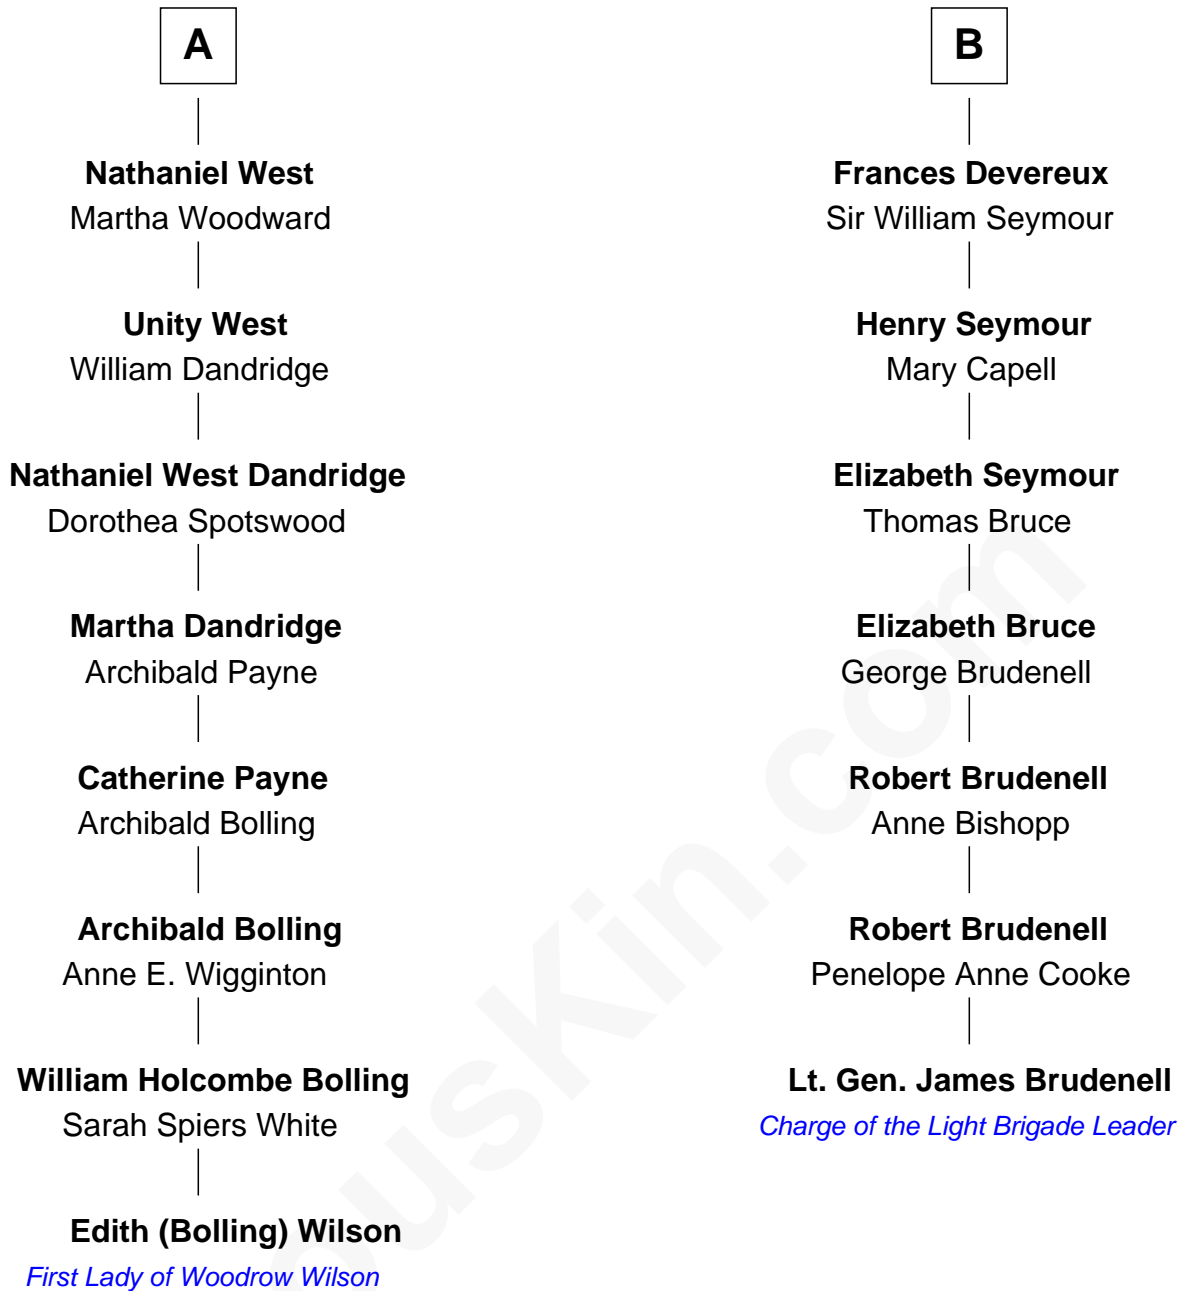 A
Nathaniel West
Martha Woodward
Unity West
William Dandridge
Nathaniel West Dandridge
Dorothea Spotswood
Martha Dandridge
Archibald Payne
Catherine Payne
Archibald Bolling
Archibald Bolling
Anne E. Wigginton
William Holcombe Bolling
Sarah Spiers White
Edith (Bolling) Wilson
First Lady of Woodrow Wilson
B
Frances Devereux
Sir William Seymour
Henry Seymour
Mary Capell
Elizabeth Seymour
Thomas Bruce
Elizabeth Bruce
George Brudenell
Robert Brudenell
Anne Bishopp
Robert Brudenell
Penelope Anne Cooke
Lt. Gen. James Brudenell
Charge of the Light Brigade Leader
ousKin.com